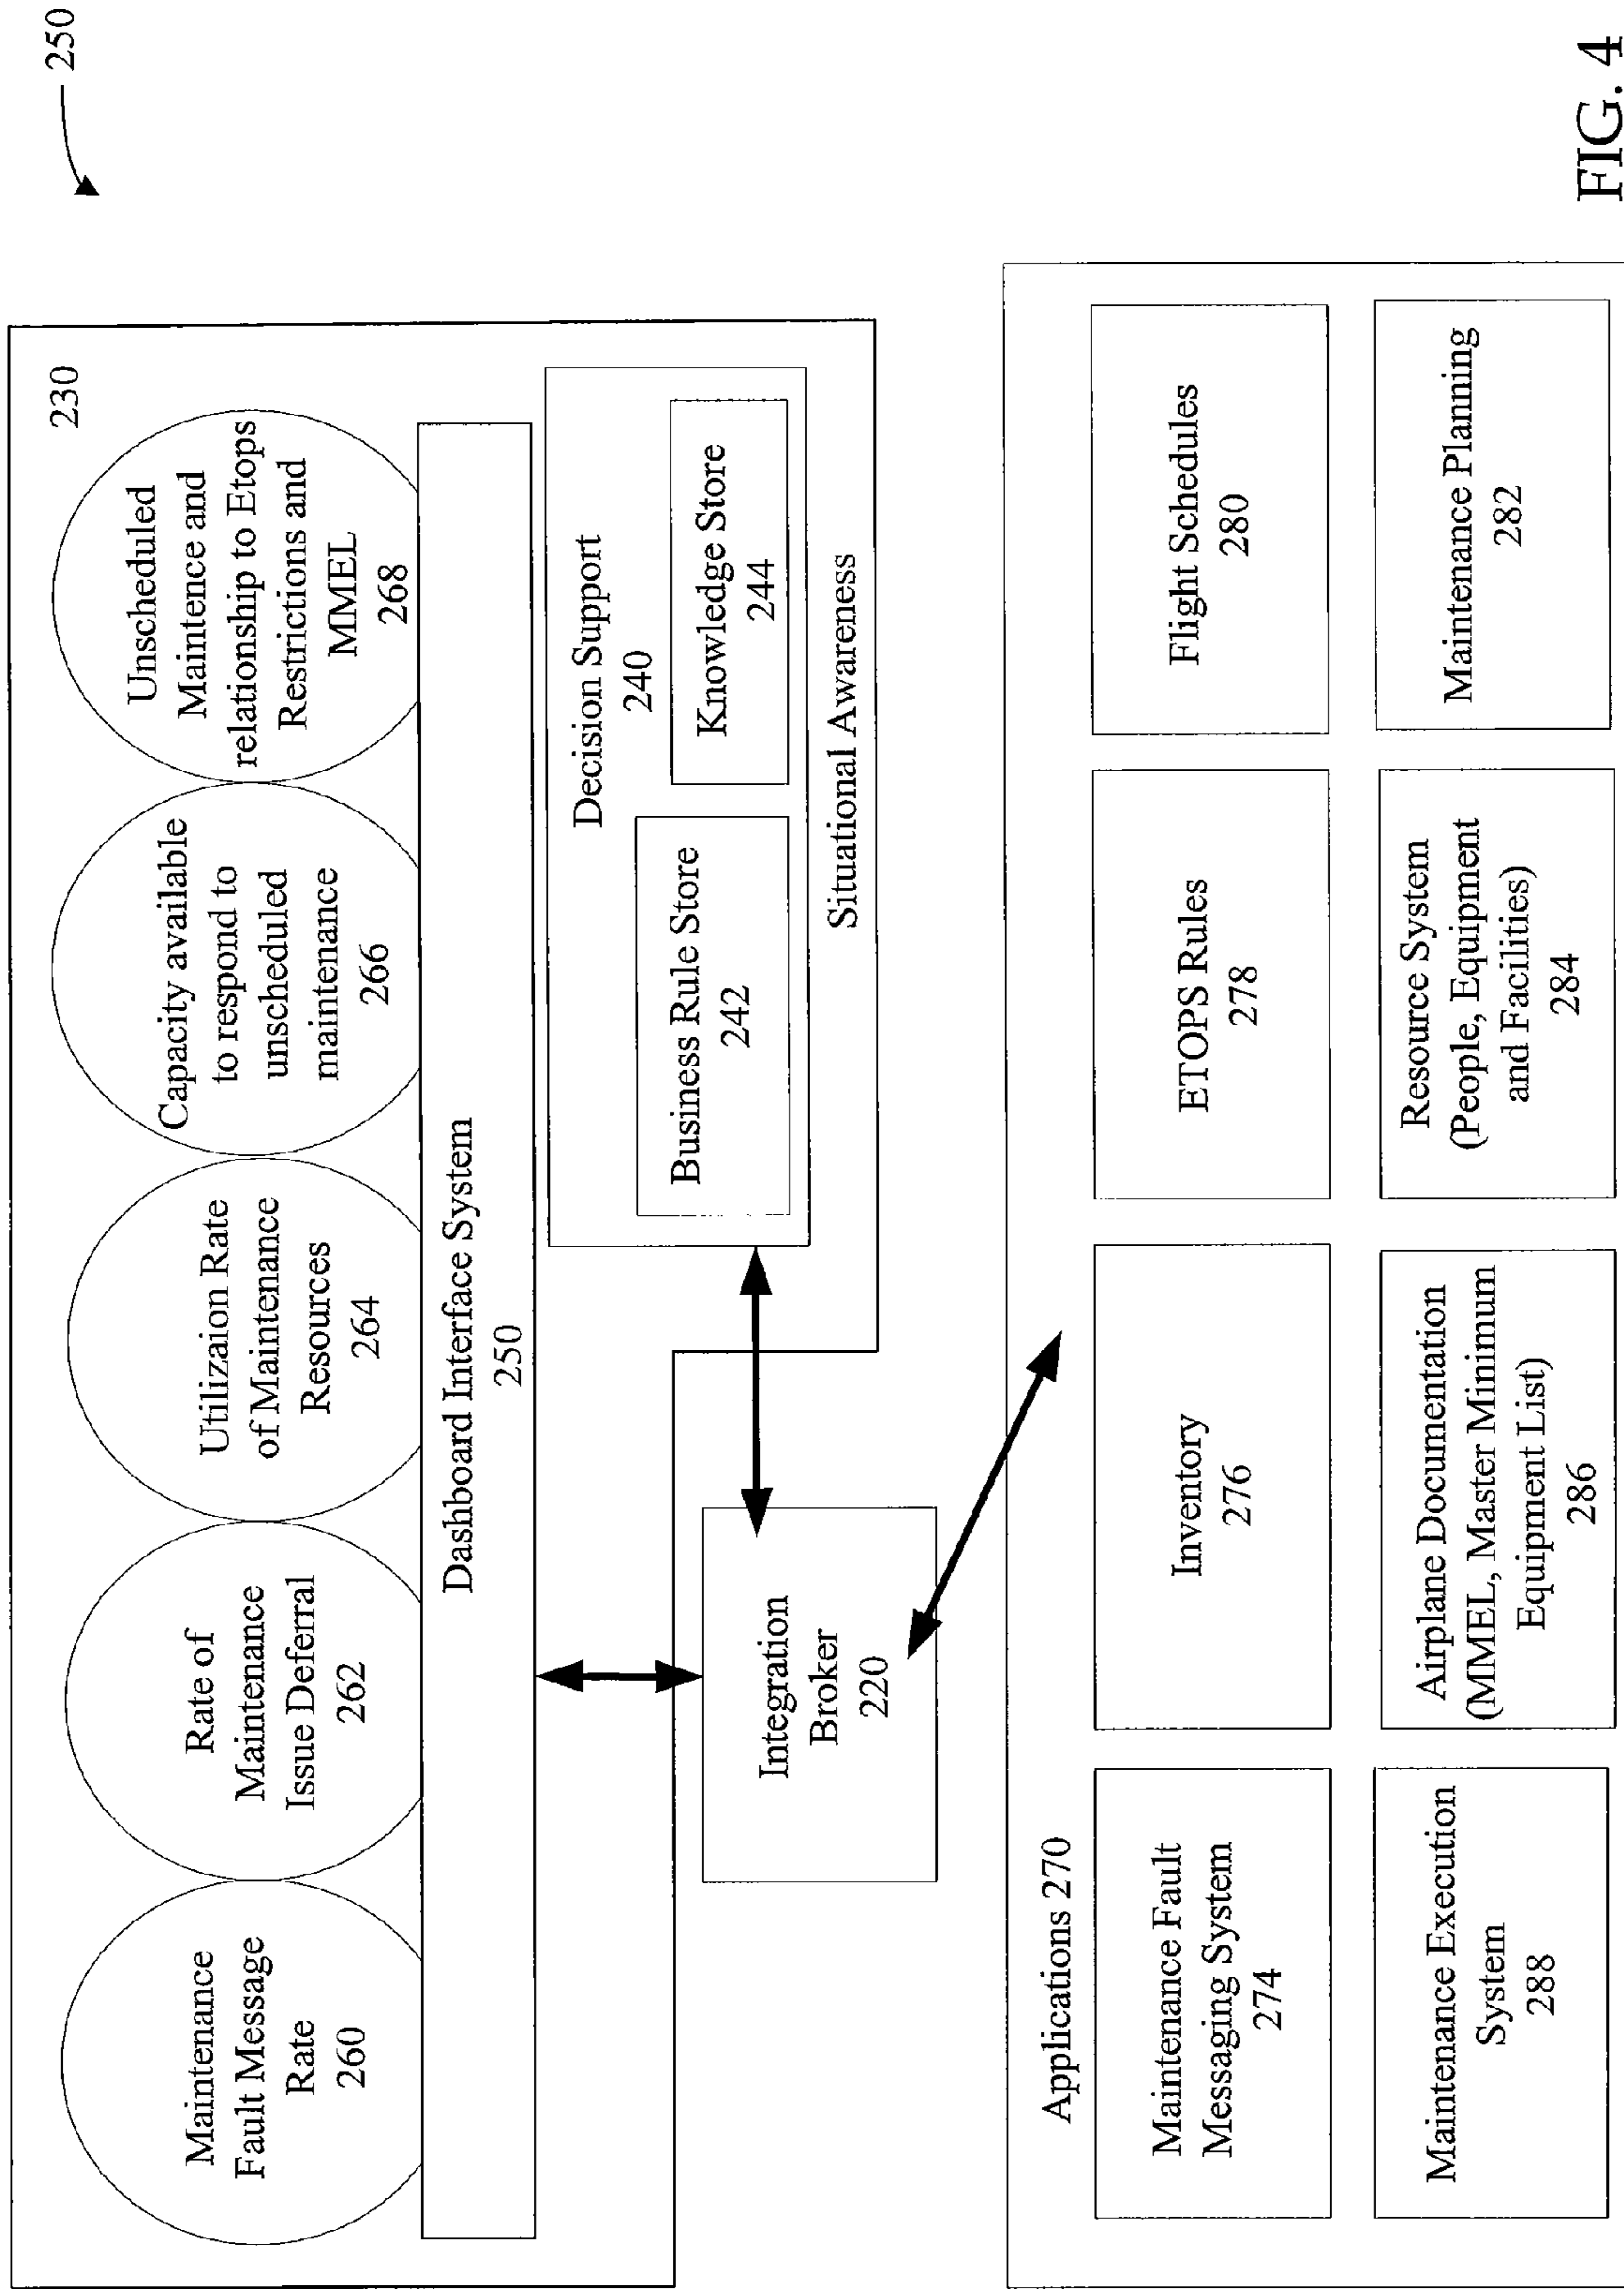 250
230
Maintenance
Fault Message
Rate
260
Rate of
Maintenance
Issue Deferral
262
Utilizaion Rate
of Maintenance
Resources
264
Capacity available
to respond to
unscheduled
maintenance
266
Unscheduled
Maintence and
relationship to Etops
Restrictions and
MMEL
268
Dashboard Interface System
250
Decision Support
240
Business Rule Store
242
Knowledge Store
244
Situational Awareness
Integration
Broker
220
Applications 270
Maintenance Fault
Messaging System
274
Inventory
276
ETOPS Rules
278
Flight Schedules
280
Maintenance Execution
System
288
Airplane Documentation
(MMEL, Master Minimum
Equipment List)
286
Resource System
(People, Equipment
and Facilities)
284
Maintenance Planning
282
FIG. 4